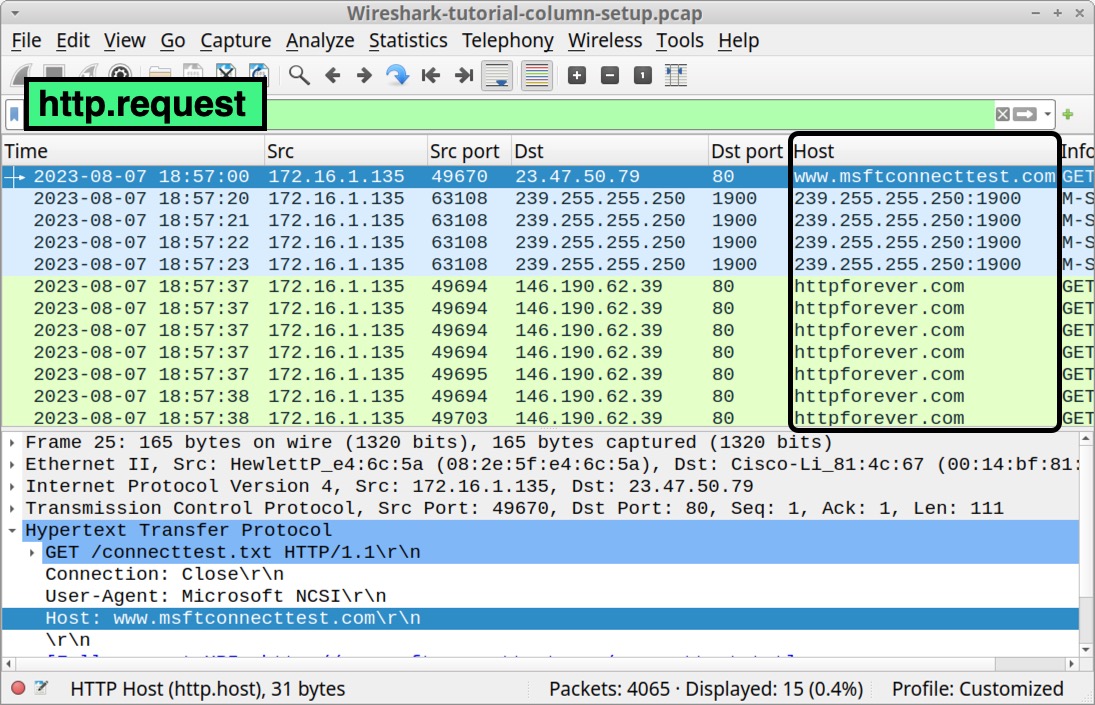 Wireshark-tutorial-column-setup.pcap
File Edit View Go Capture Analyze Statistics Telephony Wireless Tools Help
http.request
Time Src Src port Dst Dst port Host Info
2023-08-07 18:57:00 172.16.1.135 49670 23.47.50.79 80 www.msftconnecttest.com GET
2023-08-07 18:57:20 172.16.1.135 63108 239.255.255.250 1900 239.255.255.250:1900 M-S
2023-08-07 18:57:21 172.16.1.135 63108 239.255.255.250 1900 239.255.255.250:1900 M-S
2023-08-07 18:57:22 172.16.1.135 63108 239.255.255.250 1900 239.255.255.250:1900 M-S
2023-08-07 18:57:23 172.16.1.135 63108 239.255.255.250 1900 239.255.255.250:1900 M-S
2023-08-07 18:57:37 172.16.1.135 49694 146.190.62.39 80 httpforever.com GET
2023-08-07 18:57:37 172.16.1.135 49694 146.190.62.39 80 httpforever.com GET
2023-08-07 18:57:37 172.16.1.135 49694 146.190.62.39 80 httpforever.com GET
2023-08-07 18:57:37 172.16.1.135 49694 146.190.62.39 80 httpforever.com GET
2023-08-07 18:57:37 172.16.1.135 49695 146.190.62.39 80 httpforever.com GET
2023-08-07 18:57:38 172.16.1.135 49694 146.190.62.39 80 httpforever.com GET
2023-08-07 18:57:38 172.16.1.135 49703 146.190.62.39 80 httpforever.com GET
Frame 25: 165 bytes on wire (1320 bits), 165 bytes captured (1320 bits)
Ethernet II, Src: HewlettP_e4:6c:5a (08:2e:5f:e4:6c:5a), Dst: Cisco-Li_81:4c:67 (00:14:bf:81:
Internet Protocol Version 4, Src: 172.16.1.135, Dst: 23.47.50.79
Transmission Control Protocol, Src Port: 49670, Dst Port: 80, Seq: 1, Ack: 1, Len: 111
Hypertext Transfer Protocol
GET /connecttest.txt HTTP/1.1\r\n
Connection: Close\r\n
User-Agent: Microsoft NCSI\r\n
Host: www.msftconnecttest.com\r\n
\r\n
HTTP Host (http.host), 31 bytes Packets: 4065 · Displayed: 15 (0.4%) Profile: Customized